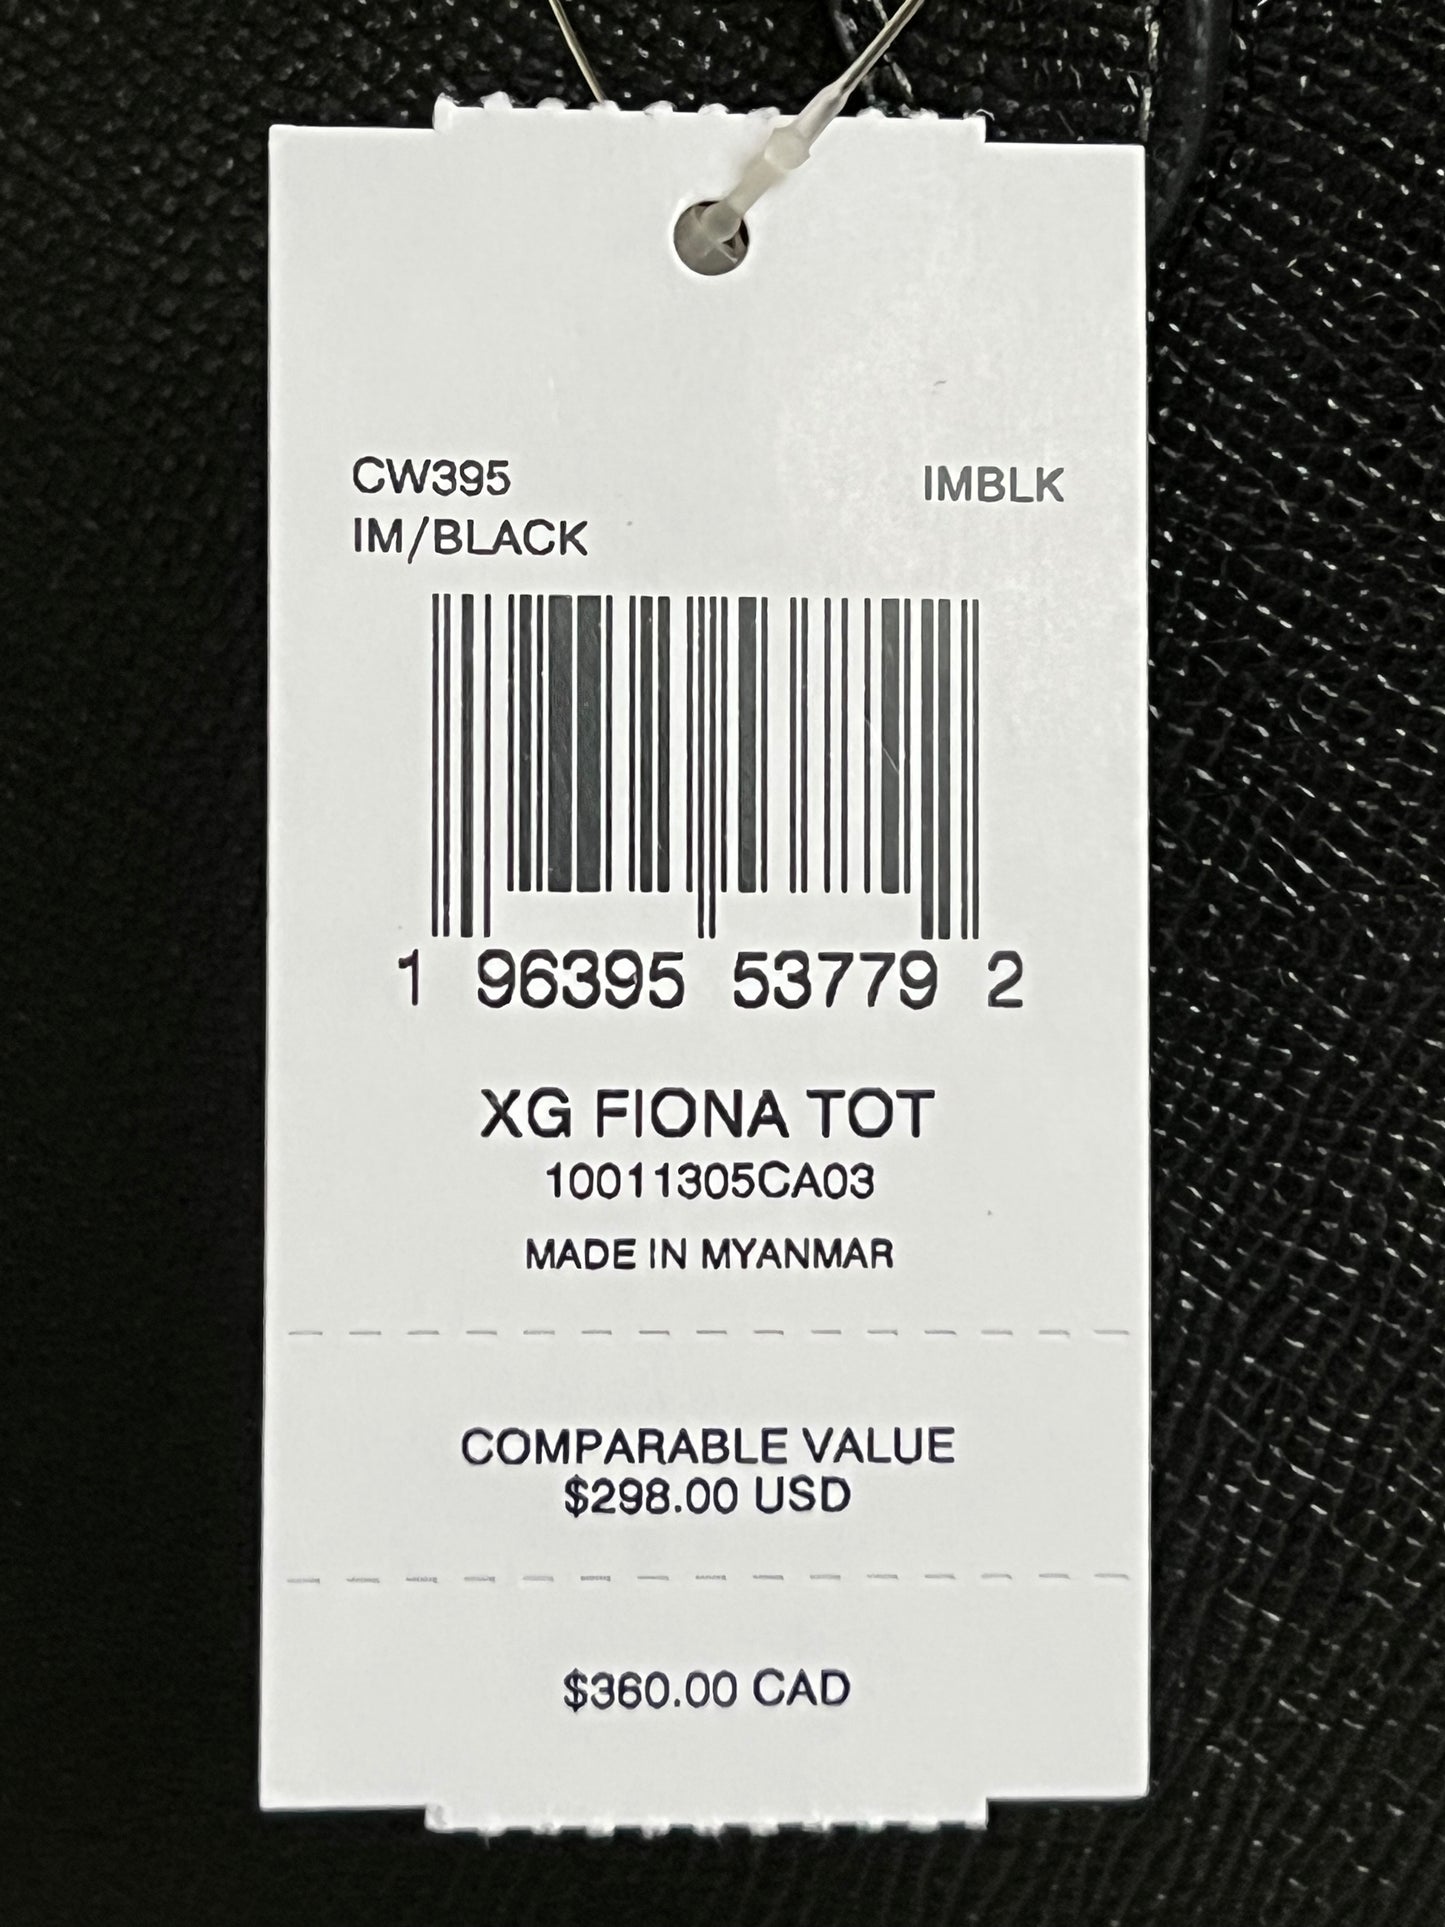 CW395 IMBLK
IM/BLACK
1 96395 53779 2
XG FIONA TOT
10011305CA03
MADE IN MYANMAR
COMPARABLE VALUE
$298.00 USD
$360.00 CAD